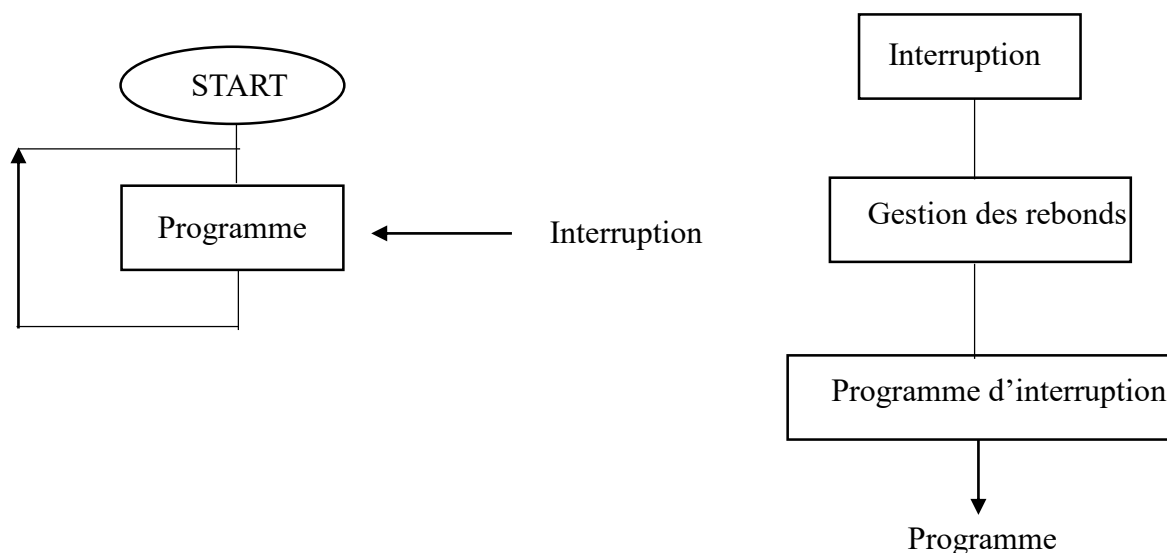 START
Programme
Interruption
Interruption
Gestion des rebonds
Programme d’interruption
Programme